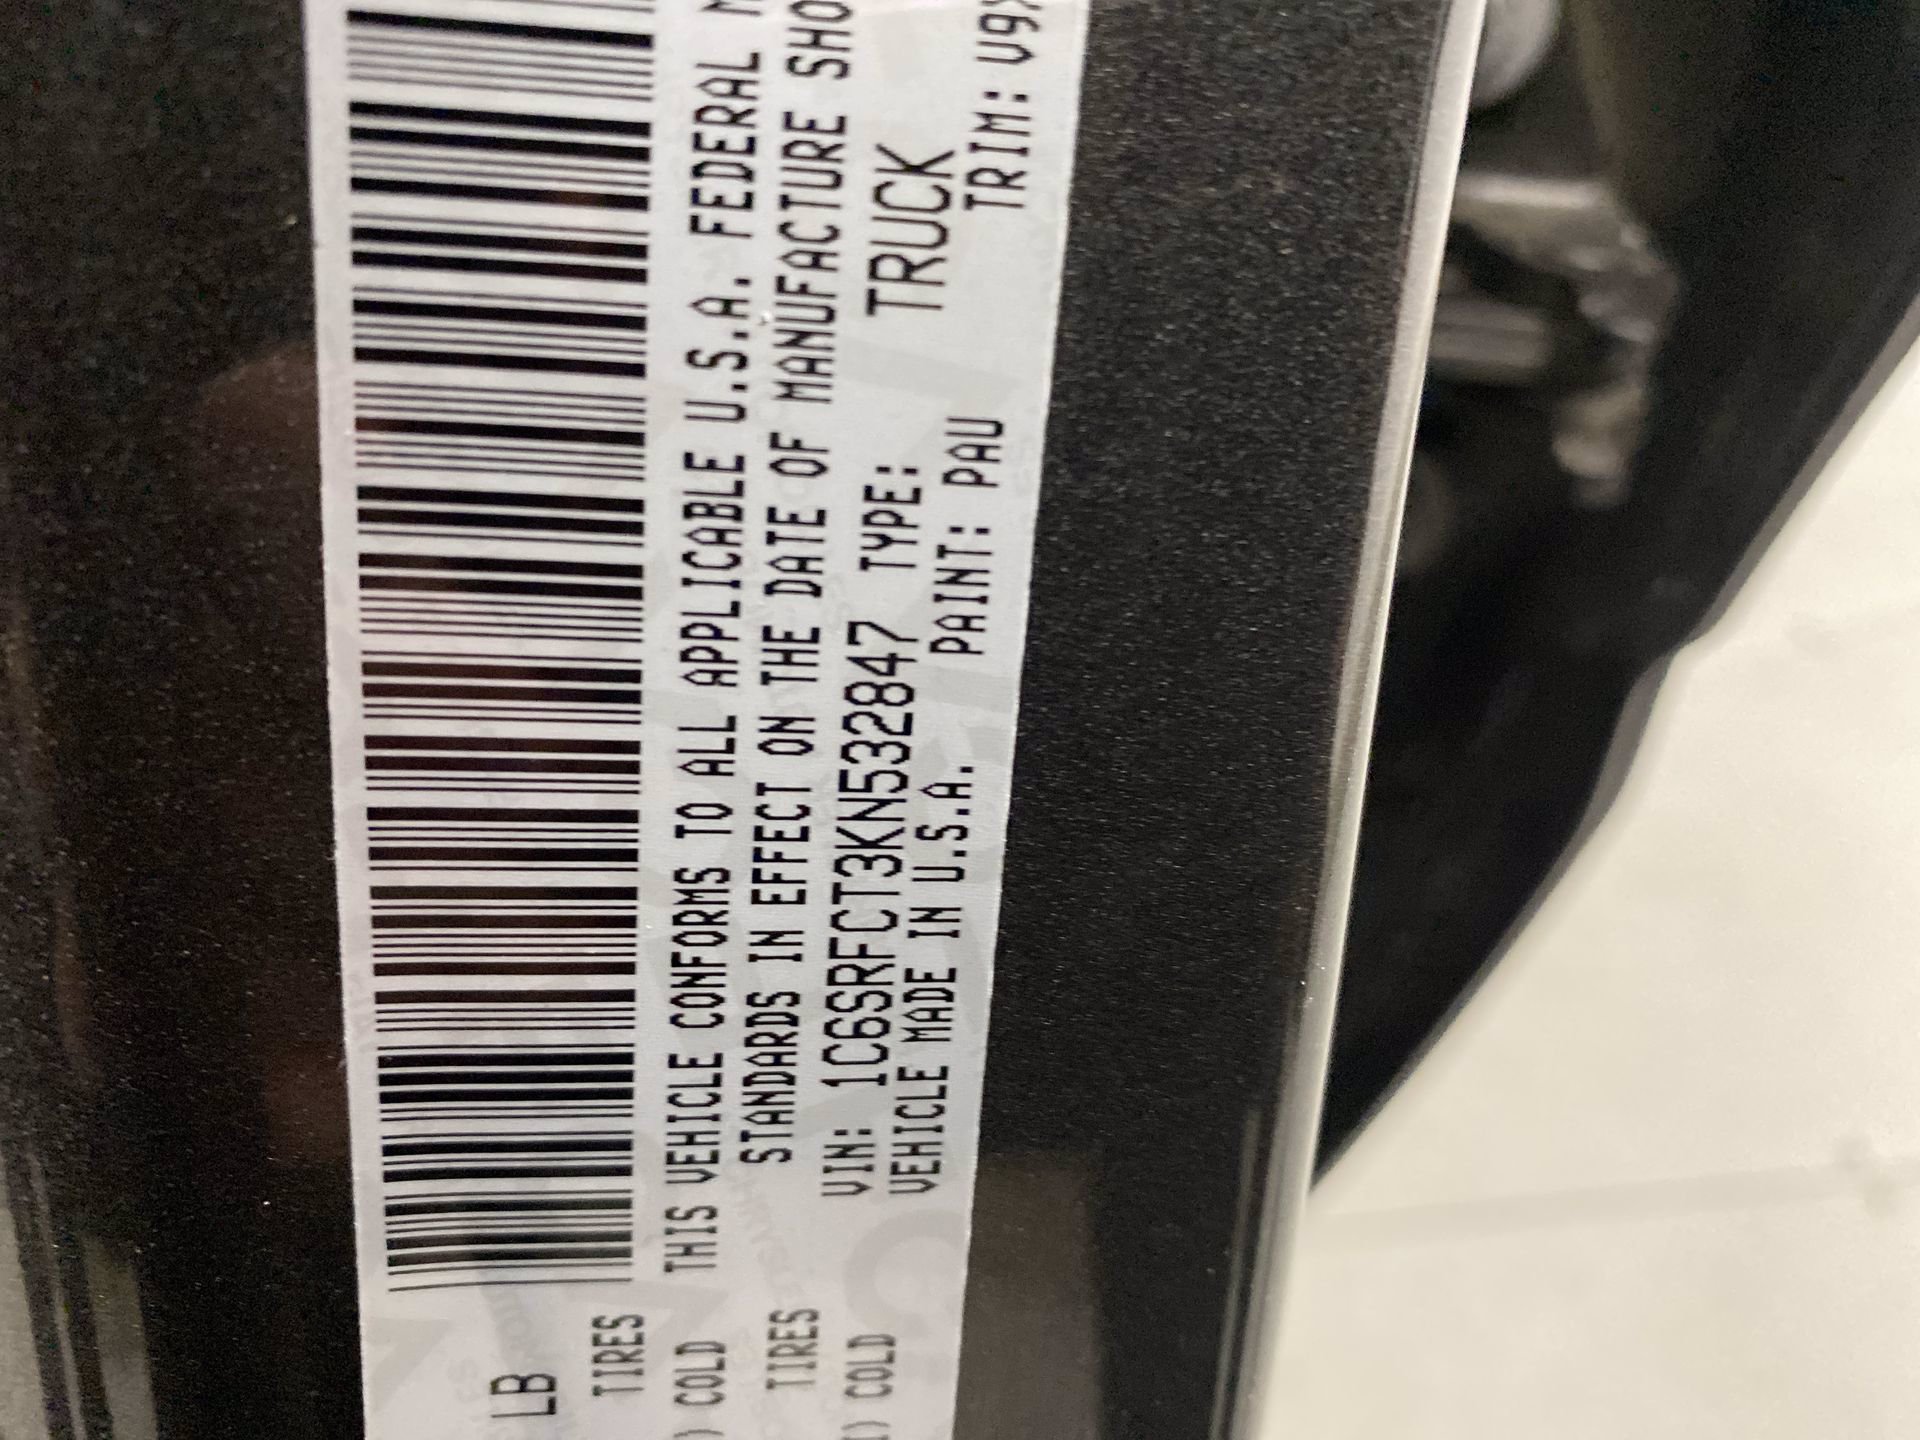 LB
TIRES
) COLD
TIRES
) COLD
THIS VEHICLE CONFORMS TO ALL APPLICABLE U.S.A. FEDERAL M
STANDARDS IN EFFECT ON THE DATE OF MANUFACTURE SHO
VIN: 1C6SRFCT3KN532847 TYPE: TRUCK
VEHICLE MADE IN U.S.A. PAINT: PAU TRIM: V9X